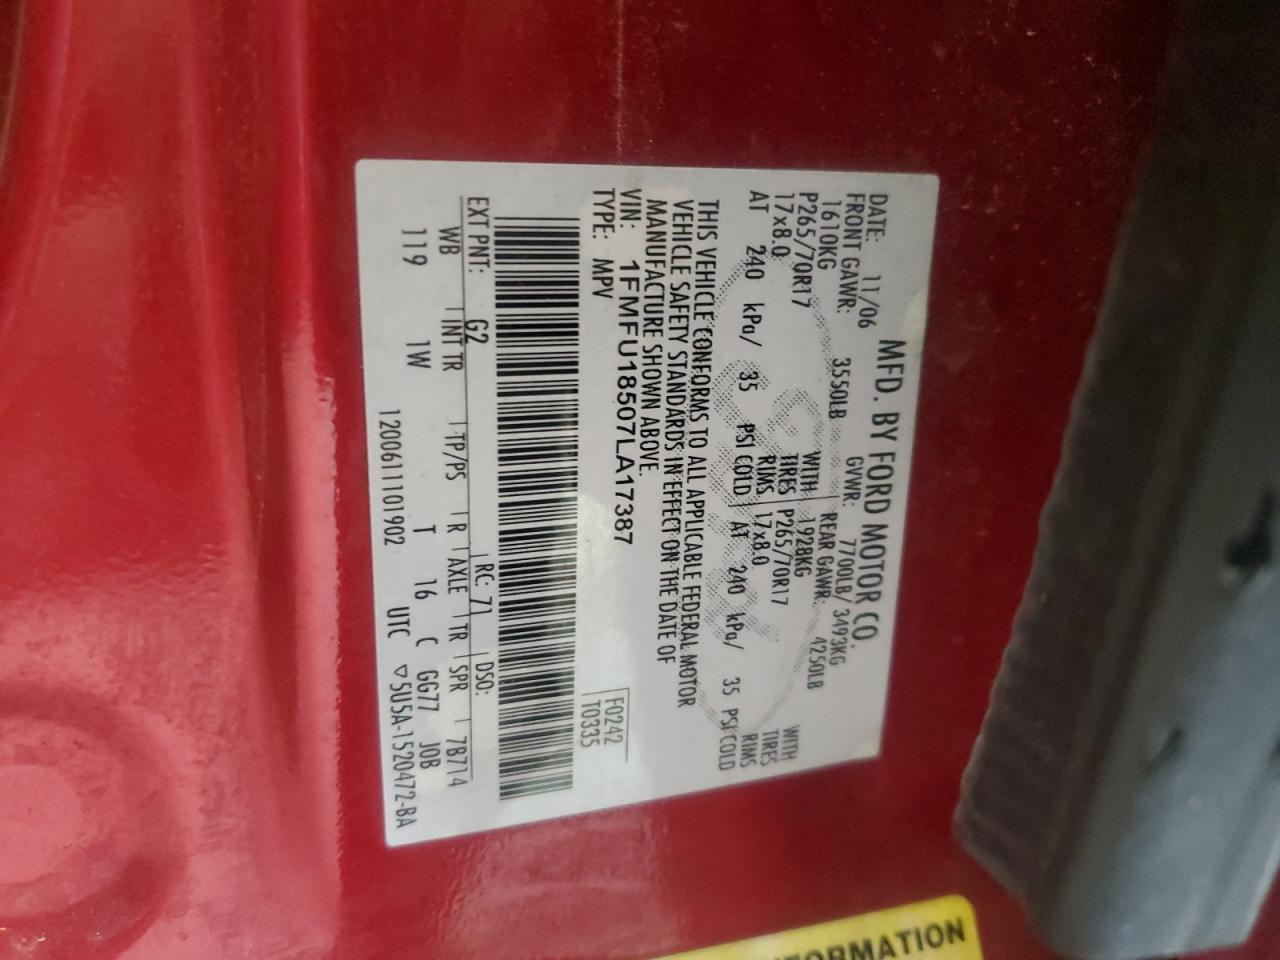 MFD. BY FORD MOTOR CO.
DATE: 11/06 GVWR: 7700LB/ 3493KG
FRONT GAWR: 3550LB REAR GAWR: 4250LB
1610KG WITH 1928KG WITH
P265/70R17 TIRES P265/70R17 TIRES
17x8.0 RIMS 17x8.0 RIMS
AT 240 kPa/ 35 PSI COLD AT 240 kPa/ 35 PSI COLD
THIS VEHICLE CONFORMS TO ALL APPLICABLE FEDERAL MOTOR
VEHICLE SAFETY STANDARDS IN EFFECT ON THE DATE OF
MANUFACTURE SHOWN ABOVE.
VIN: 1FMFU18507LA17387 F0242
TYPE: MPV T0335
EXT PNT: G2 RC: 71 DSO:
WB INT TR TP/PS R AXLE TR SPR 7B714
119 1W T 16 C GG77 JOB
1200611101902 UTC ▽5U5A-1520472-BA